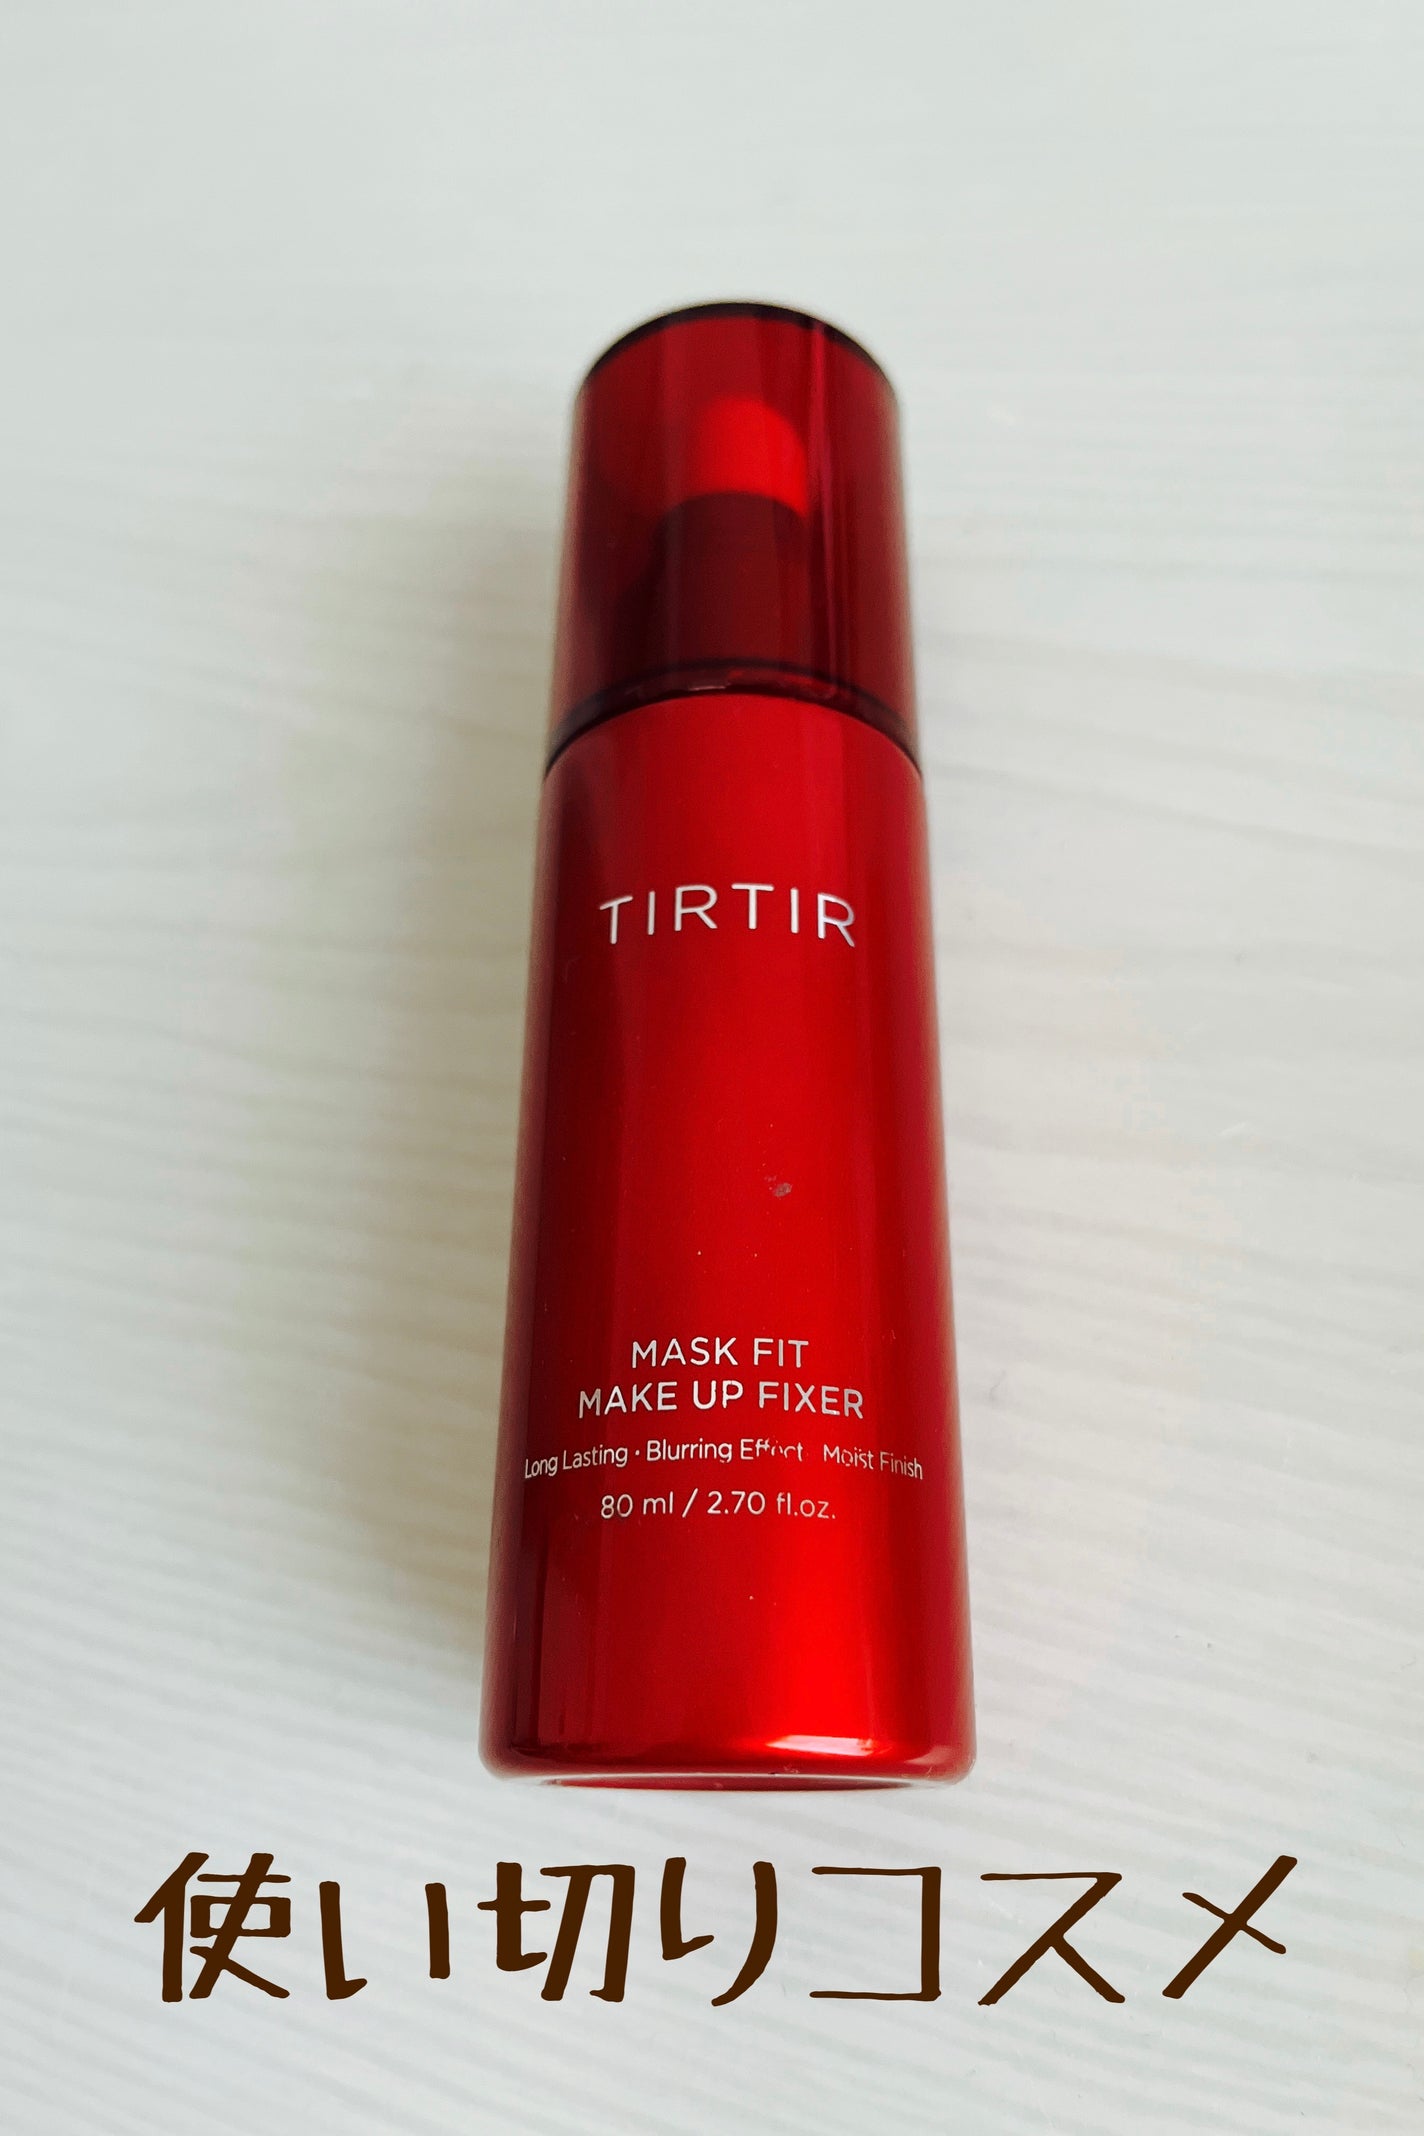 TIRTIR
MASK FIT
MAKE UP FIXER
Long Lasting · Blurring Effect Moist Finish
80 ml / 2.70 fl.oz.
使い切りコスメ